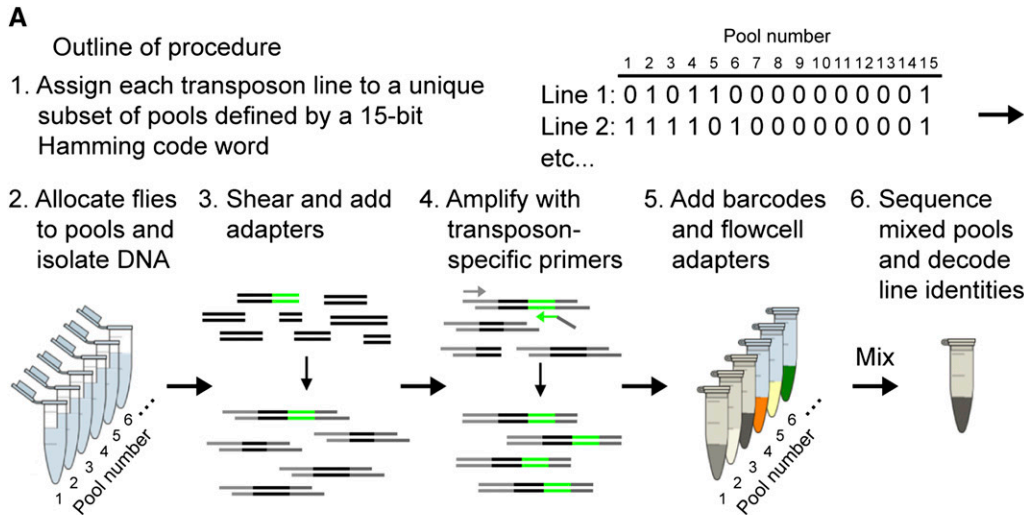 A
Outline of procedure
1. Assign each transposon line to a unique
subset of pools defined by a 15-bit
Hamming code word
Pool number
1 2 3 4 5 6 7 8 9 10 11 12 13 14 15
Line 1: 0 1 0 1 1 0 0 0 0 0 0 0 0 0 1
Line 2: 1 1 1 1 0 1 0 0 0 0 0 0 0 0 1
etc...
2. Allocate flies
to pools and
isolate DNA
3. Shear and add
adapters
4. Amplify with
transposon-
specific primers
5. Add barcodes
and flowcell
adapters
6. Sequence
mixed pools
and decode
line identities
1 2 3 4 5 6 ...
Pool number
1 2 3 4 5 6 ...
Pool number
Mix